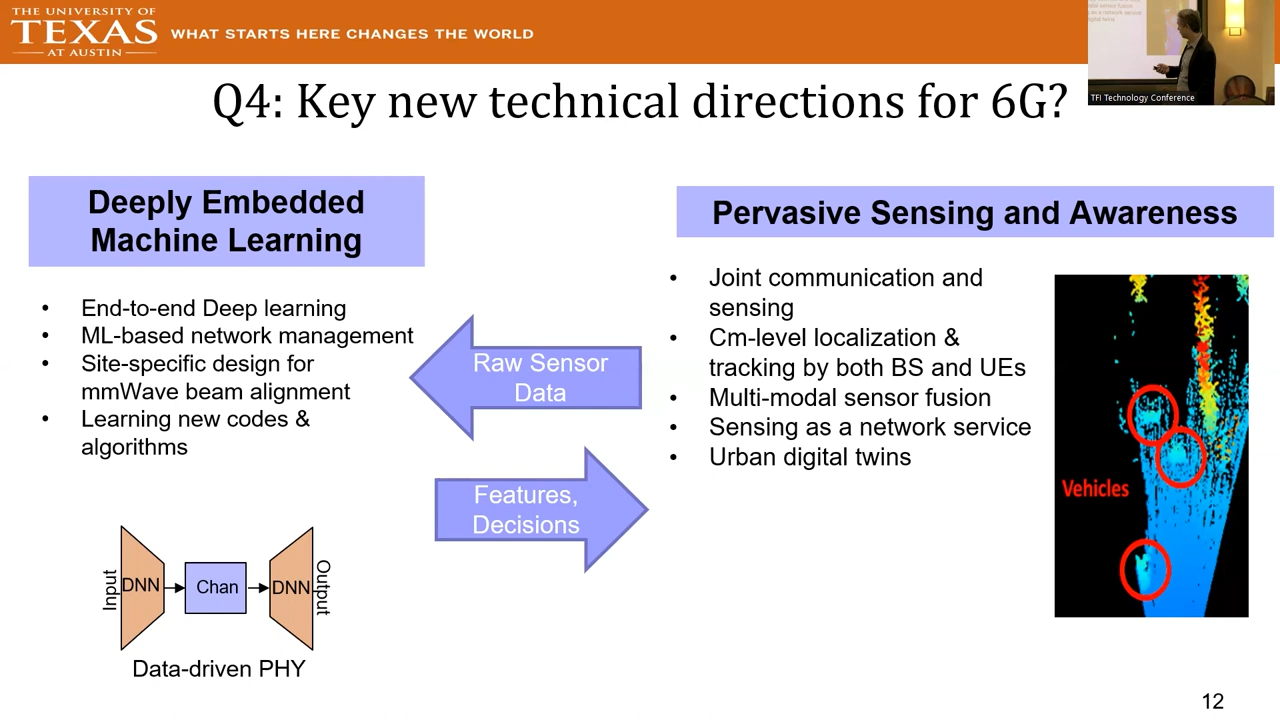 THE UNIVERSITY OF
TEXAS
AT AUSTIN
WHAT STARTS HERE CHANGES THE WORLD
TFI Technology Conference
Q4: Key new technical directions for 6G?
Deeply Embedded
Machine Learning
• End-to-end Deep learning
• ML-based network management
• Site-specific design for
mmWave beam alignment
• Learning new codes &
algorithms
Input
DNN
Chan
DNN
Output
Data-driven PHY
Raw Sensor
Data
Features,
Decisions
Pervasive Sensing and Awareness
• Joint communication and
sensing
• Cm-level localization &
tracking by both BS and UEs
• Multi-modal sensor fusion
• Sensing as a network service
• Urban digital twins
Vehicles
12